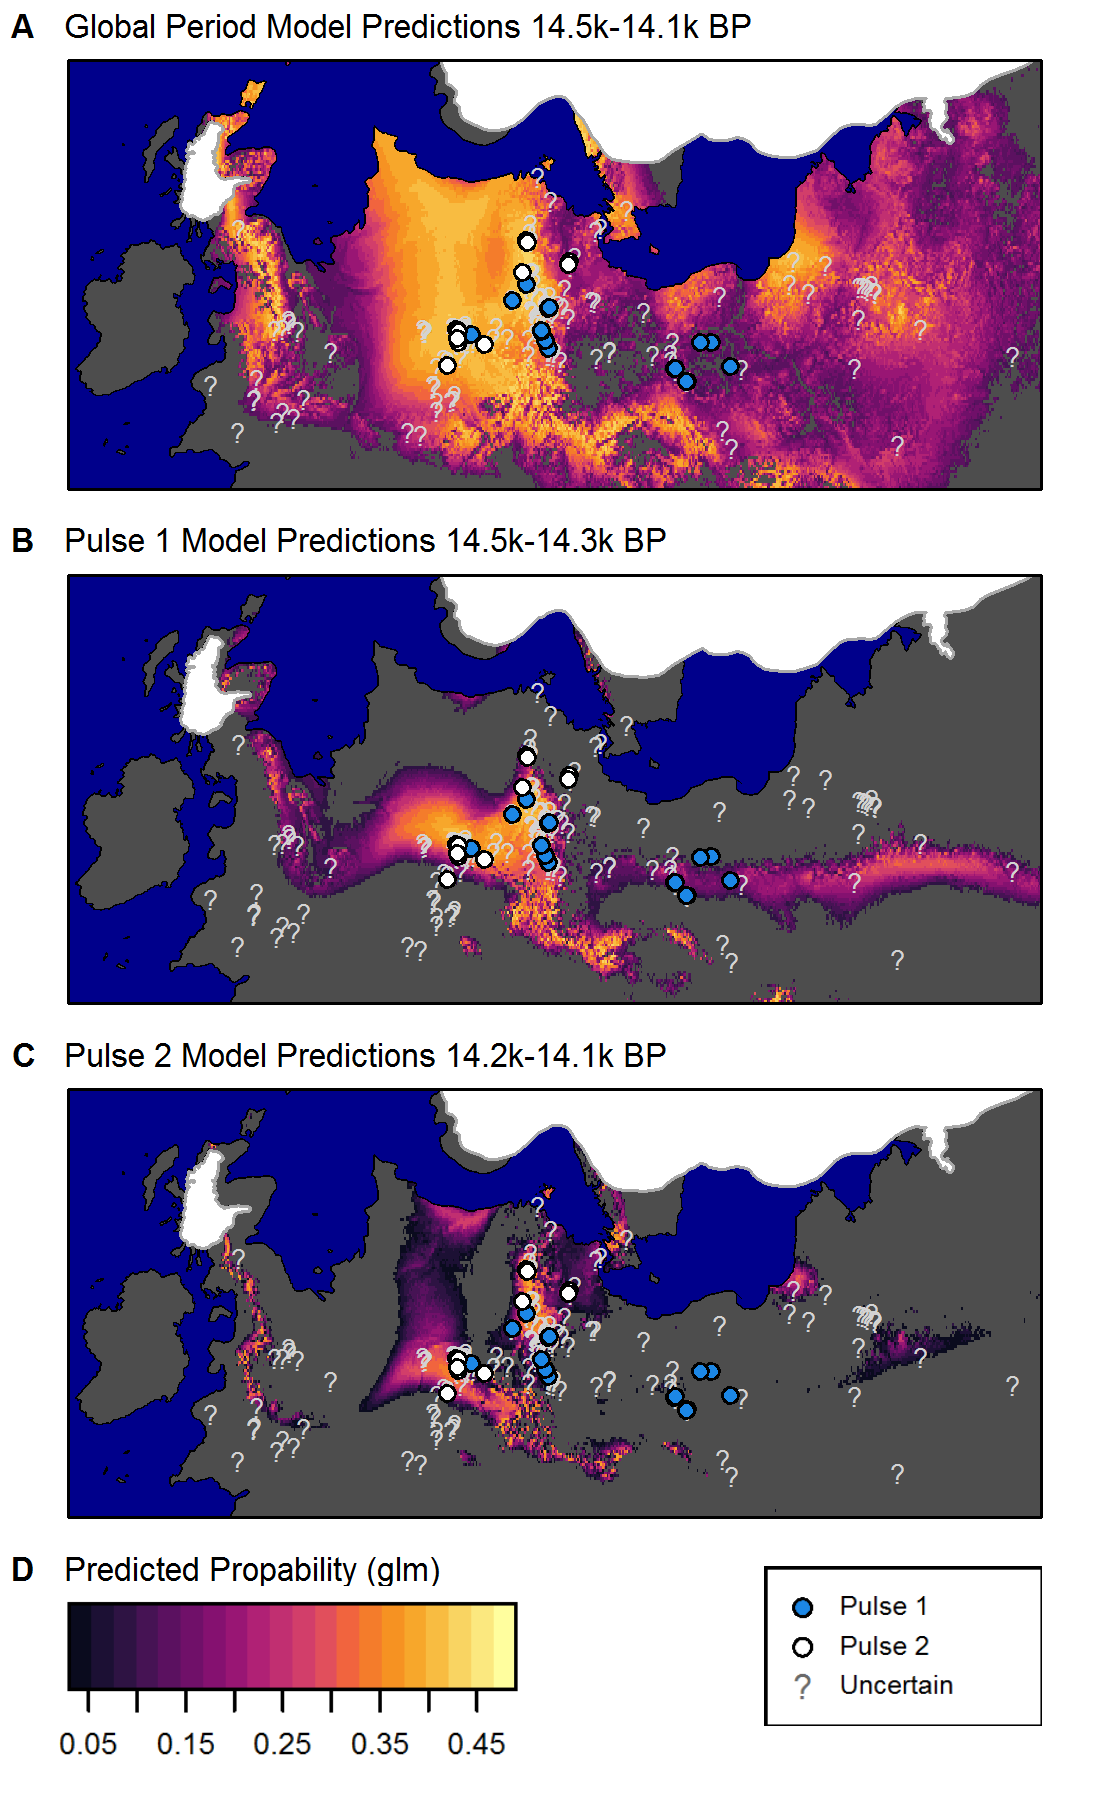 A Global Period Model Predictions 14.5k-14.1k BP
B Pulse 1 Model Predictions 14.5k-14.3k BP
C Pulse 2 Model Predictions 14.2k-14.1k BP
D Predicted Propability (glm)
0.05 0.15 0.25 0.35 0.45
Pulse 1
Pulse 2
? Uncertain